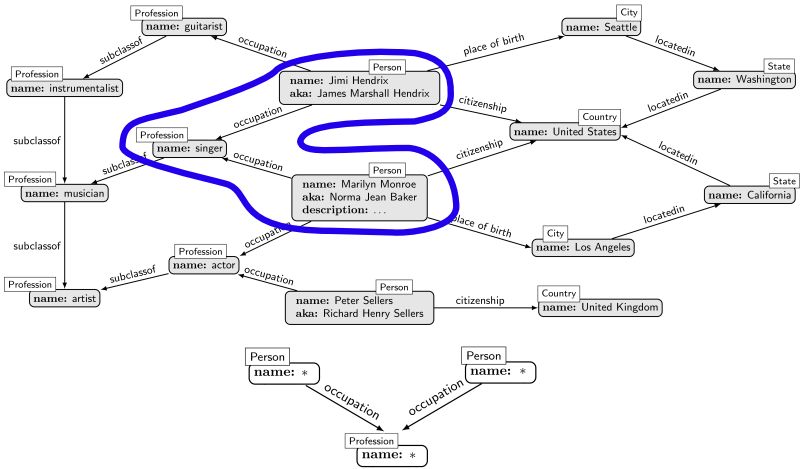 Profession
name: guitarist
City
name: Seattle
occupation
place of birth
subclassof
locatedin
Profession
name: instrumentalist
Person
name: Jimi Hendrix
aka: James Marshall Hendrix
State
name: Washington
citizenship
locatedin
occupation
Country
name: United States
subclassof
Profession
name: singer
citizenship
locatedin
subclassof
occupation
Profession
name: musician
Person
name: Marilyn Monroe
aka: Norma Jean Baker
description: ...
State
name: California
place of birth
locatedin
occupation
City
name: Los Angeles
subclassof
Profession
name: actor
subclassof
occupation
Profession
name: artist
Person
name: Peter Sellers
aka: Richard Henry Sellers
citizenship
Country
name: United Kingdom
Person
name: *
Person
name: *
occupation
occupation
Profession
name: *